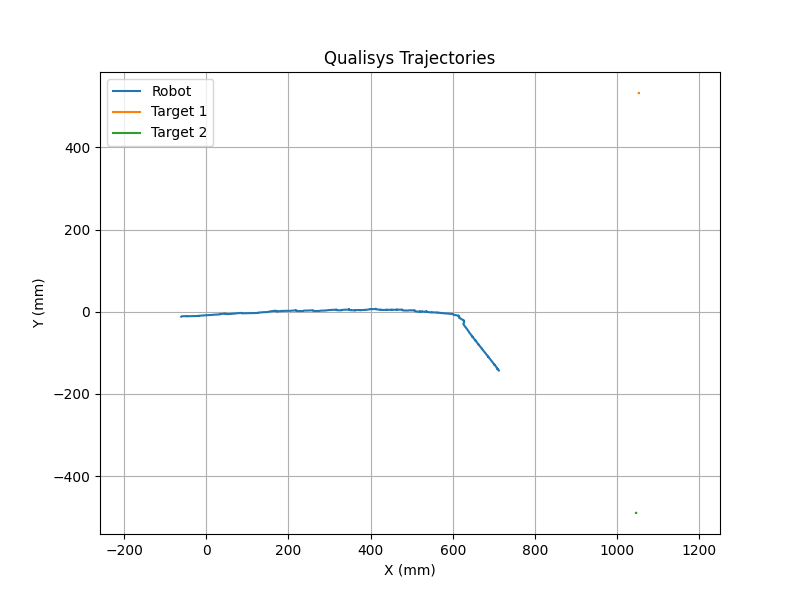 Qualisys Trajectories
Robot
Target 1
Target 2
400
200
0
−200
−400
Y (mm)
−200 0 200 400 600 800 1000 1200
X (mm)